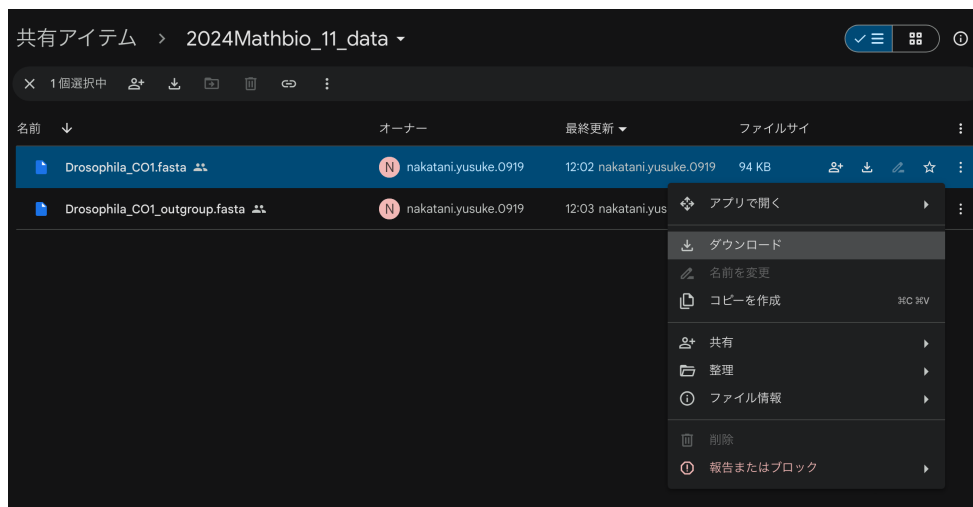 共有アイテム > 2024Mathbio_11_data
1個選択中
名前 オーナー 最終更新 ファイルサイ
Drosophila_CO1.fasta nakatani.yusuke.0919 12:02 nakatani.yusuke.0919 94 KB
N
Drosophila_CO1_outgroup.fasta nakatani.yusuke.0919 12:03 nakatani.yus
N
アプリで開く
ダウンロード
名前を変更
コピーを作成 ⌘C ⌘V
共有
整理
ファイル情報
削除
報告またはブロック